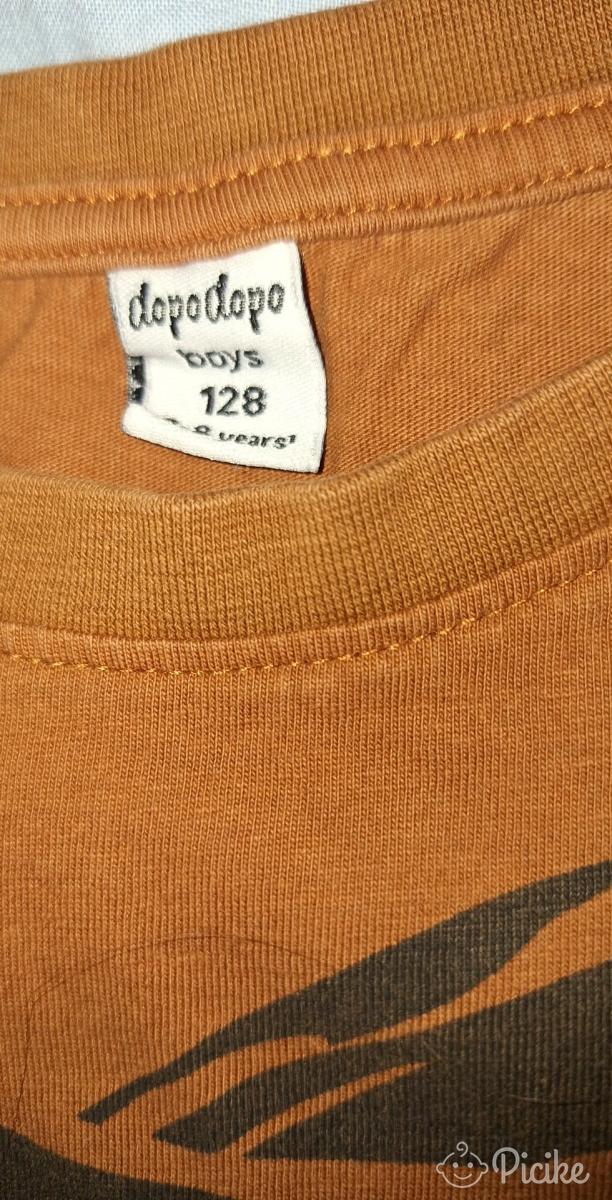 dopodopo
boys
128
years
Picike